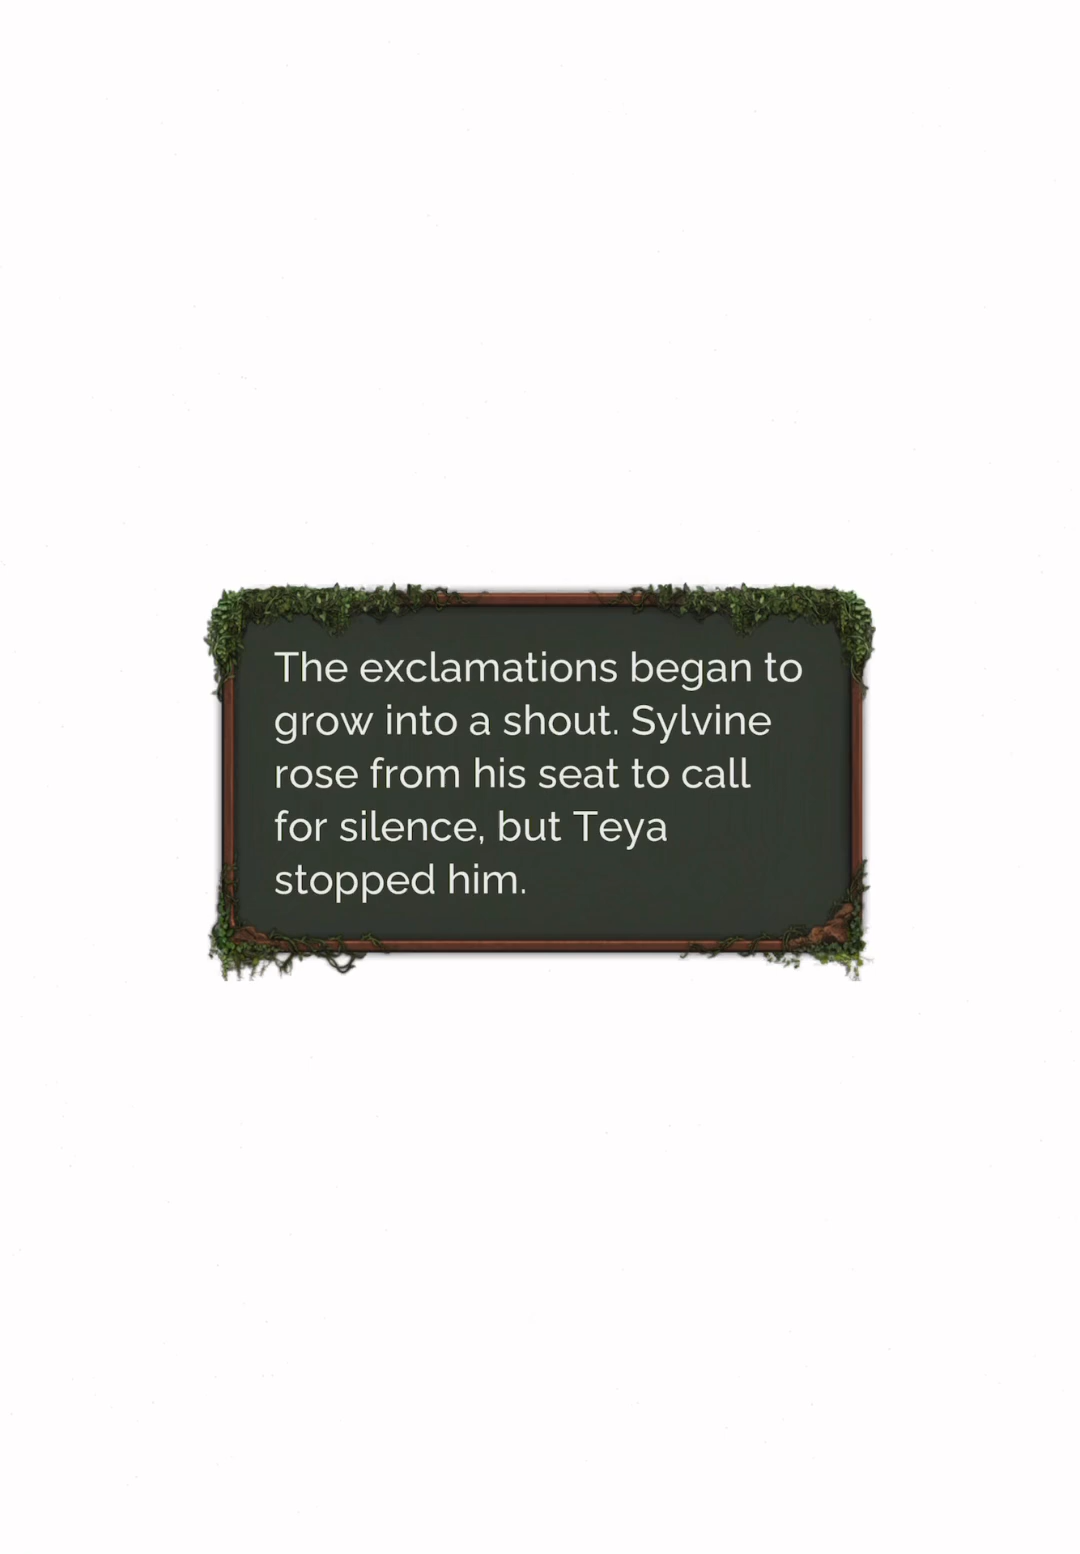 The exclamations began to
grow into a shout. Sylvine
rose from his seat to call
for silence, but Teya
stopped him.